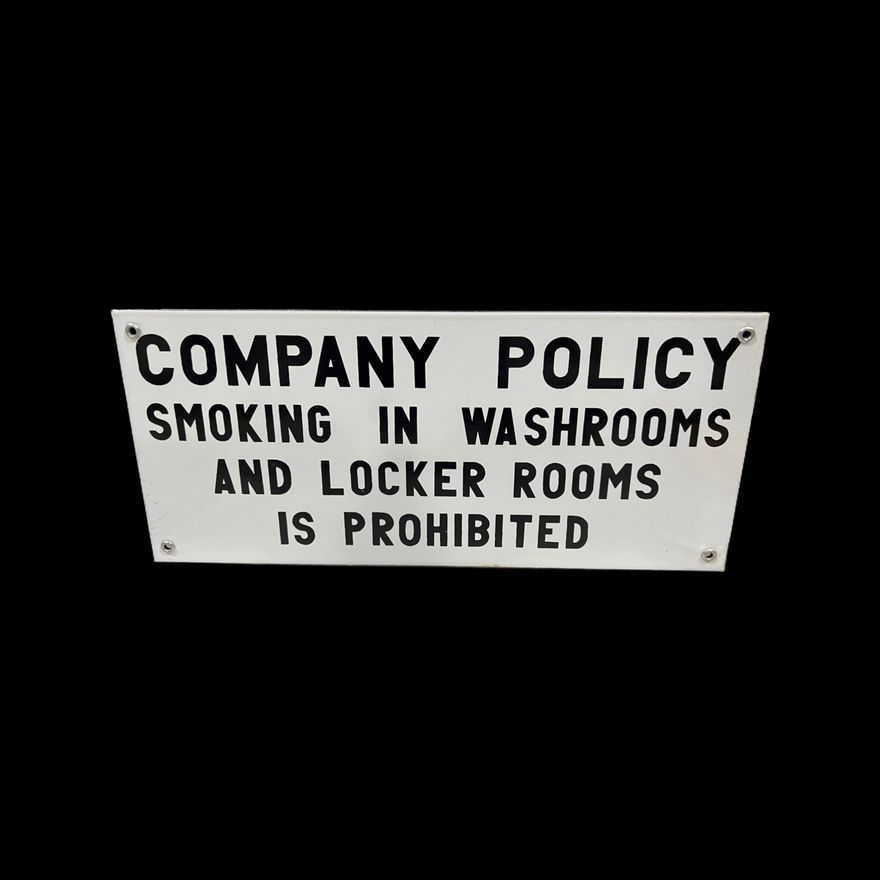 COMPANY POLICY
SMOKING IN WASHROOMS
AND LOCKER ROOMS
IS PROHIBITED